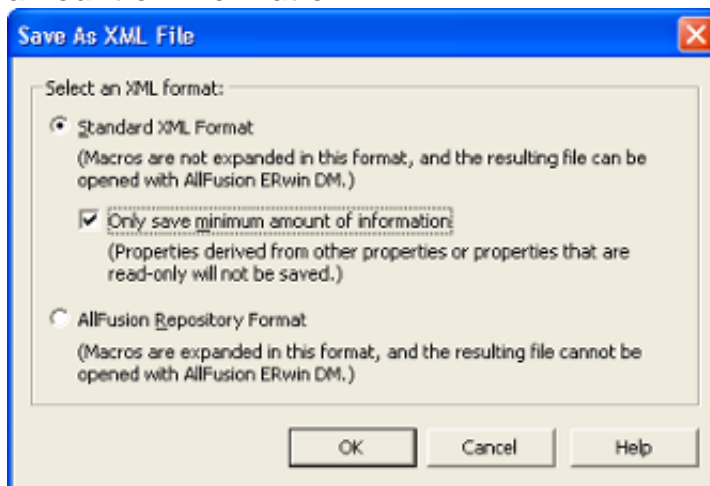 Save As XML File
Select an XML format:
Standard XML Format
(Macros are not expanded in this format, and the resulting file can be
opened with AllFusion ERwin DM.)
Only save minimum amount of information
(Properties derived from other properties or properties that are
read-only will not be saved.)
AllFusion Repository Format
(Macros are expanded in this format, and the resulting file cannot be
opened with AllFusion ERwin DM.)
OK Cancel Help